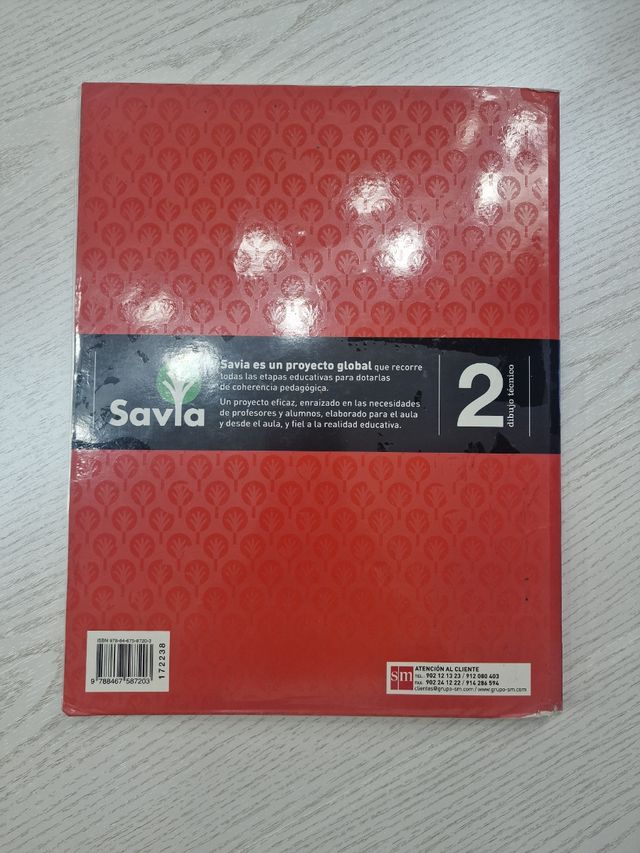 Savia
Savia es un proyecto global que recorre
todas las etapas educativas para dotarlas
de coherencia pedagógica.
Un proyecto eficaz, enraizado en las necesidades
de profesores y alumnos, elaborado para el aula
y desde el aula, y fiel a la realidad educativa.
2
dibujo técnico
ISBN 978-84-675-8720-3
9 788467 587203
172238
sm
ATENCIÓN AL CLIENTE
TEL.: 902 12 13 23 / 912 080 403
FAX: 902 24 12 22 / 914 286 594
clientes@grupo-sm.com / www.grupo-sm.com